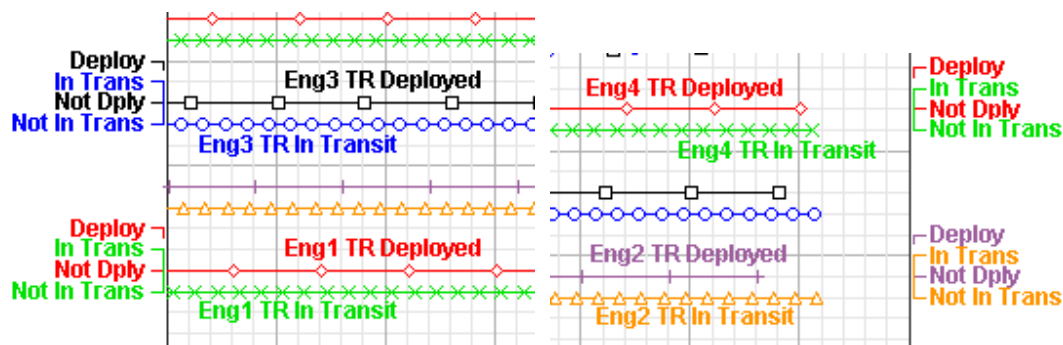 Deploy
In Trans
Not Dply
Not In Trans
Eng3 TR Deployed
Eng3 TR In Transit
Deploy
In Trans
Not Dply
Not In Trans
Eng1 TR Deployed
Eng1 TR In Transit
Eng4 TR Deployed
Eng4 TR In Transit
Deploy
In Trans
Not Dply
Not In Trans
Eng2 TR Deployed
Eng2 TR In Transit
Deploy
In Trans
Not Dply
Not In Trans